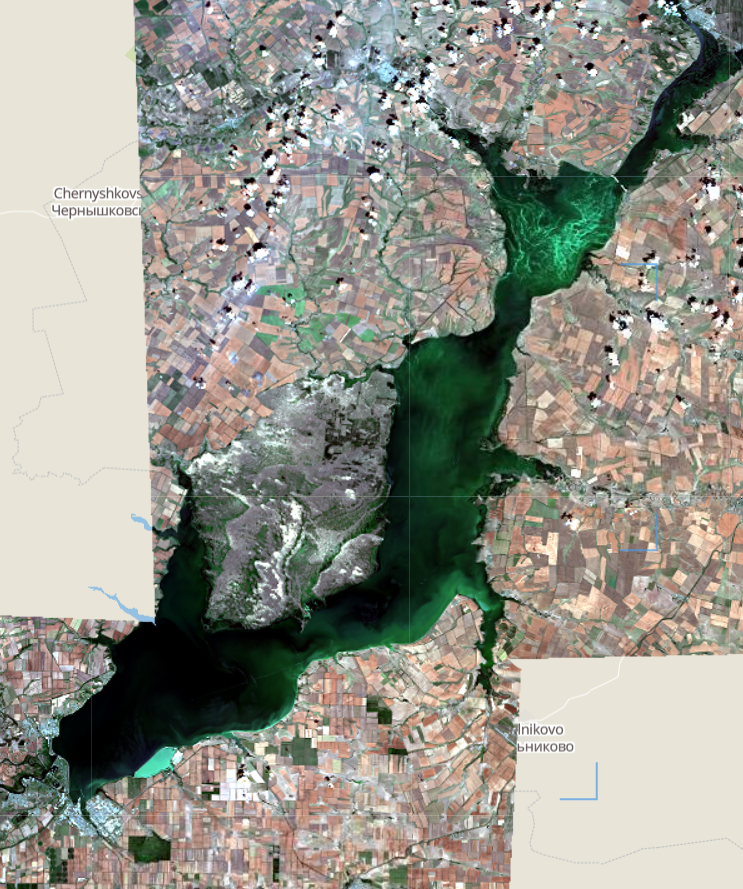 Chernyshkovs
Чернышковс
lnikovo
ьниково